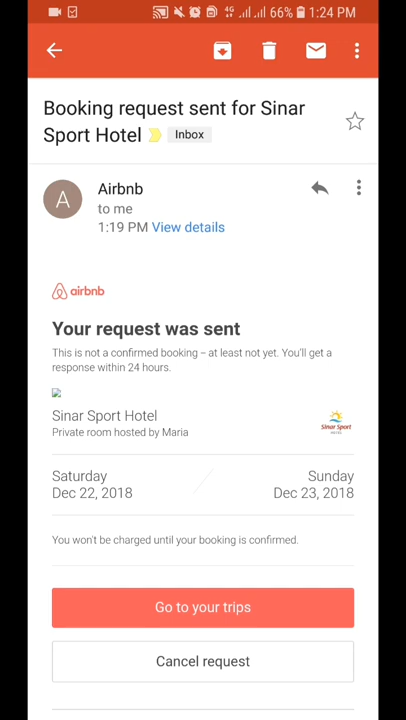 4G 66% 1:24 PM
Booking request sent for Sinar
Sport Hotel Inbox
A
Airbnb
to me
1:19 PM View details
airbnb
Your request was sent
This is not a confirmed booking – at least not yet. You'll get a
response within 24 hours.
Sinar Sport Hotel
Private room hosted by Maria
Sinar Sport
HOTEL
Saturday
Dec 22, 2018
Sunday
Dec 23, 2018
You won't be charged until your booking is confirmed.
Go to your trips
Cancel request